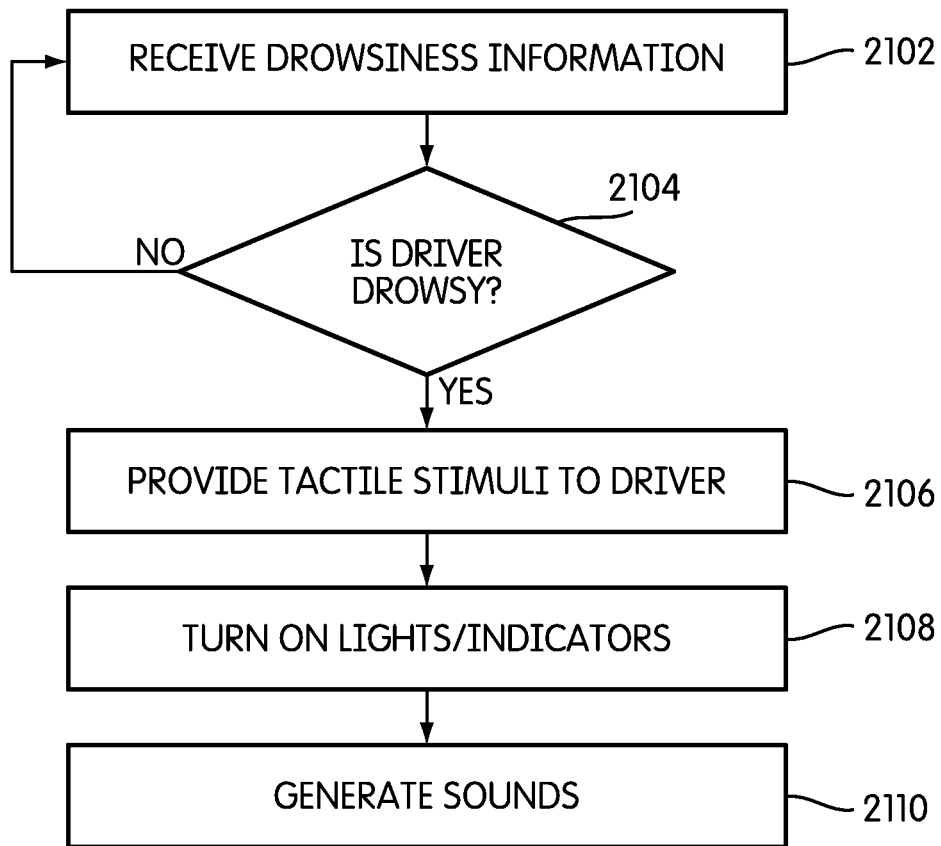 RECEIVE DROWSINESS INFORMATION
2102
2104
IS DRIVER
DROWSY?
NO
YES
PROVIDE TACTILE STIMULI TO DRIVER
2106
TURN ON LIGHTS/INDICATORS
2108
GENERATE SOUNDS
2110